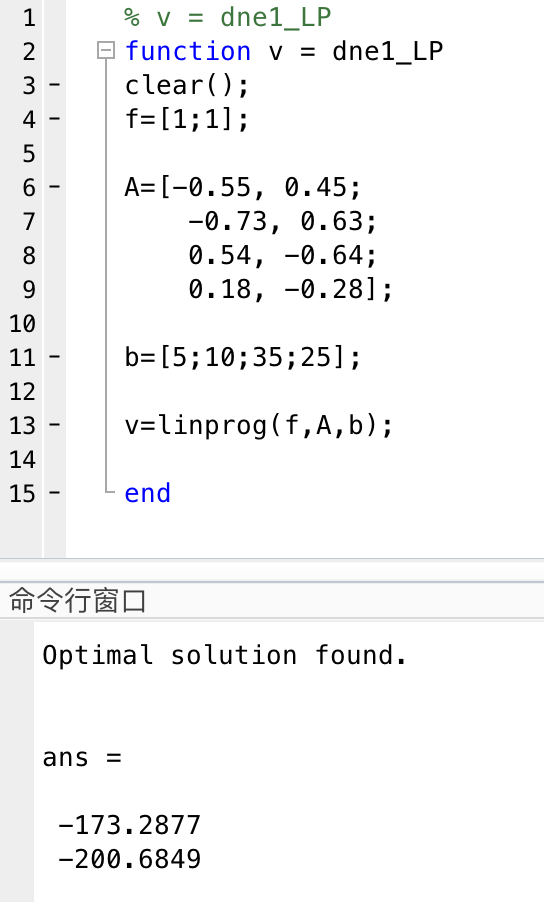 1 % v = dne1_LP
2 function v = dne1_LP
3 - clear();
4 - f=[1;1];
5
6 - A=[-0.55, 0.45;
7 -0.73, 0.63;
8 0.54, -0.64;
9 0.18, -0.28];
10
11 - b=[5;10;35;25];
12
13 - v=linprog(f,A,b);
14
15 - end
命令行窗口
Optimal solution found.
ans =
-173.2877
-200.6849